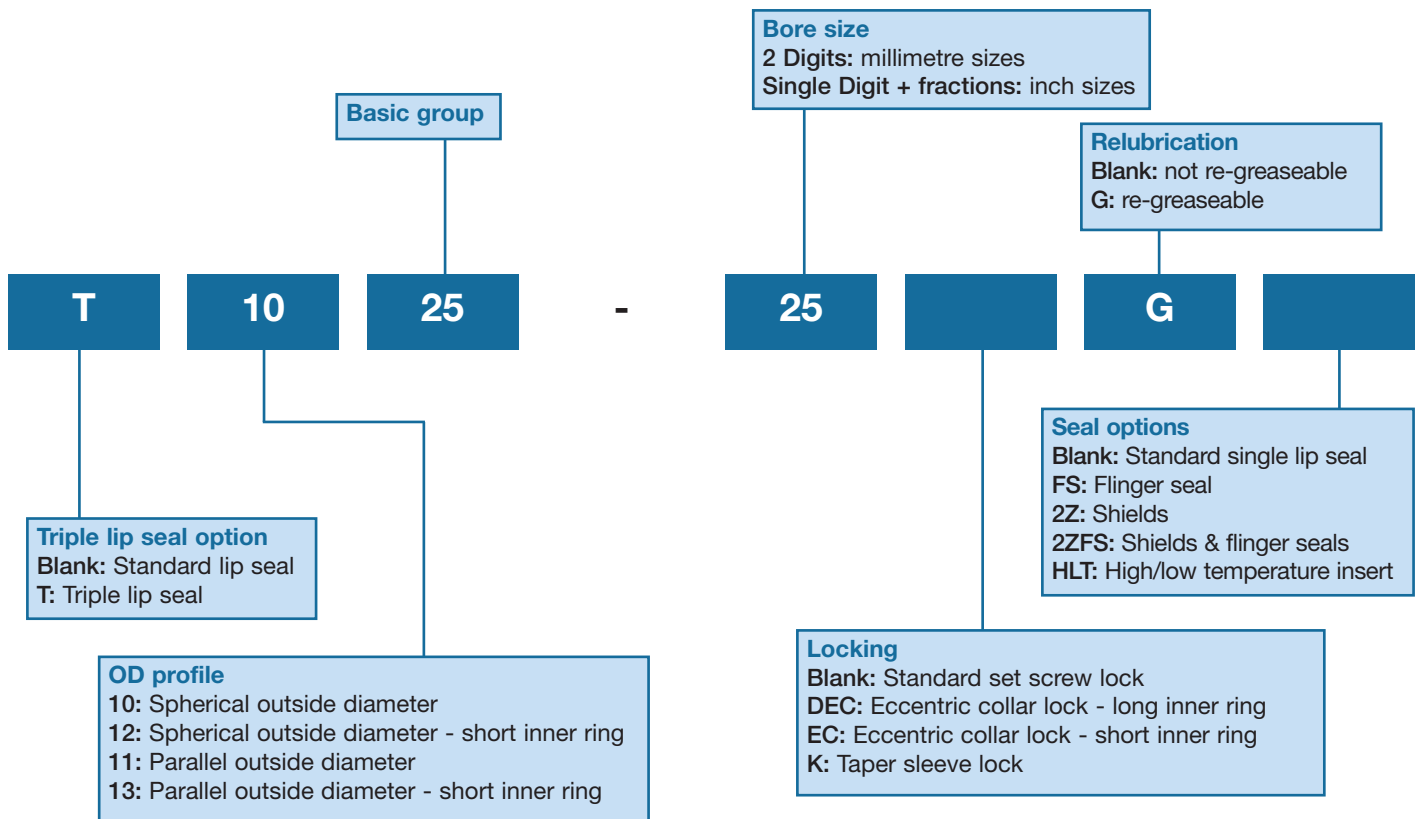 Bore size
2 Digits: millimetre sizes
Single Digit + fractions: inch sizes
Basic group
Relubrication
Blank: not re-greaseable
G: re-greaseable
T 10 25 - 25 G
Seal options
Blank: Standard single lip seal
FS: Flinger seal
2Z: Shields
2ZFS: Shields & flinger seals
HLT: High/low temperature insert
Triple lip seal option
Blank: Standard lip seal
T: Triple lip seal
Locking
Blank: Standard set screw lock
DEC: Eccentric collar lock - long inner ring
EC: Eccentric collar lock - short inner ring
K: Taper sleeve lock
OD profile
10: Spherical outside diameter
12: Spherical outside diameter - short inner ring
11: Parallel outside diameter
13: Parallel outside diameter - short inner ring